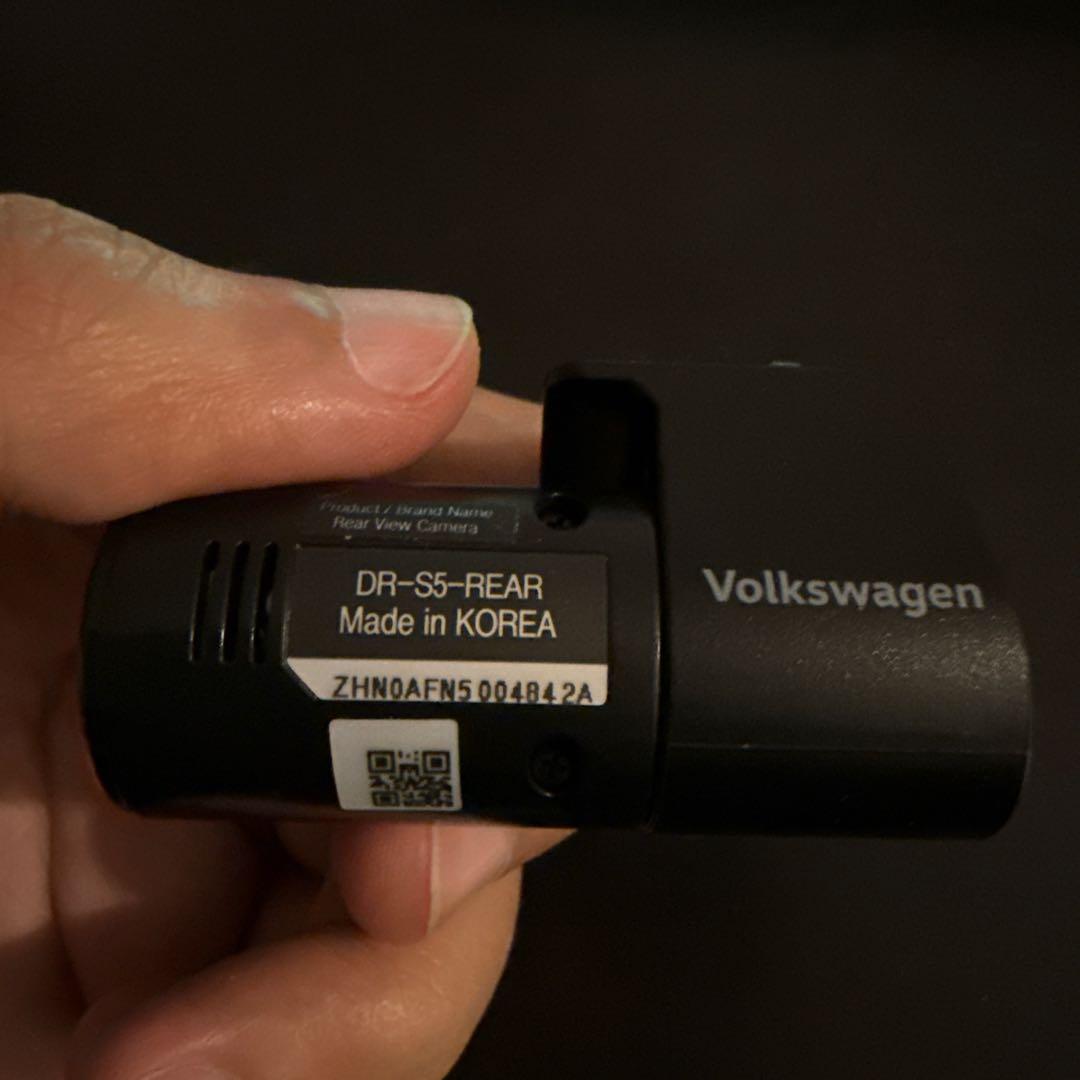 Product / Brand Name
Rear View Camera
DR-S5-REAR
Made in KOREA
ZHN0AFN5004842A
Volkswagen